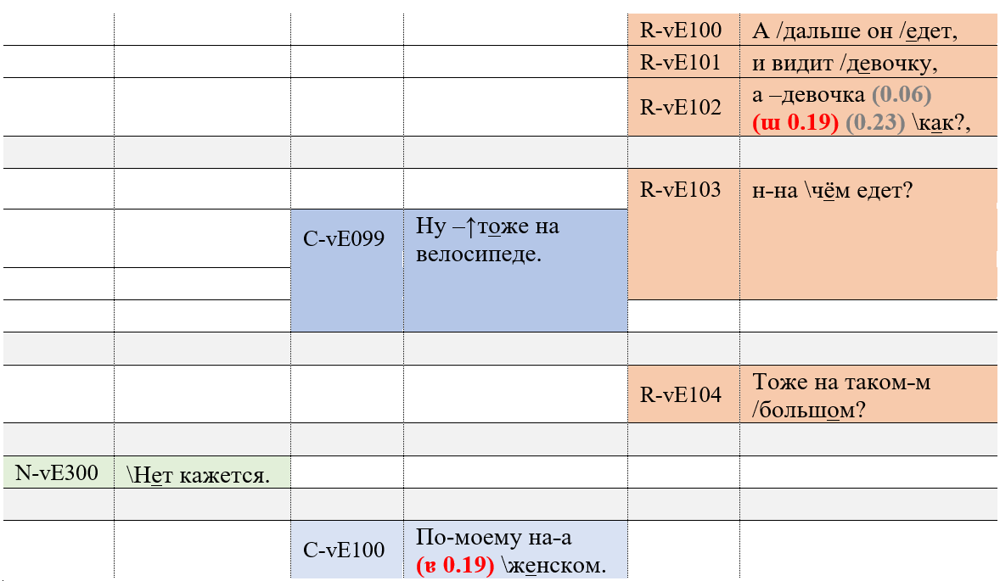 R-vE100 А /дальше он /едет,
R-vE101 и видит /девочку,
R-vE102 а –девочка (0.06)
(ɯ 0.19) (0.23) \как?,
R-vE103 н-на \чём едет?
C-vE099 Ну –↑тоже на
велосипеде.
R-vE104 Тоже на таком-м
/большом?
N-vE300 \Нет кажется.
C-vE100 По-моему на-а
(ɐ 0.19) \женском.